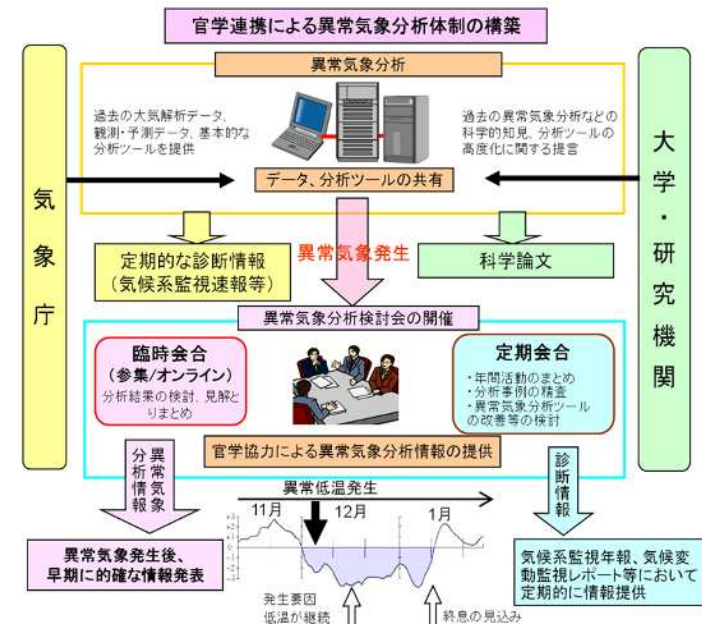 官学連携による異常気象分析体制の構築
異常気象分析
過去の大気解析データ、
観測・予測データ、基本的な
分析ツールを提供
過去の異常気象分析などの
科学的知見、分析ツールの
高度化に関する提言
データ、分析ツールの共有
気象庁
大学・研究機関
定期的な診断情報
(気候系監視速報等)
異常気象発生
科学論文
異常気象分析検討会の開催
臨時会合
(参集/オンライン)
分析結果の検討、見解と
りまとめ
定期会合
・年間活動のまとめ
・分析事例の精査
・異常気象分析ツール
の改善等の検討
官学協力による異常気象分析情報の提供
異常気象
分析情報
診断情報
異常低温発生
11月
12月
1月
+3
+2
+1
0
-1
-2
-3
異常気象発生後、
早期に的確な情報発表
気候系監視年報、気候変
動監視レポート等において
定期的に情報提供
発生要因
低温が継続
終息の見込み